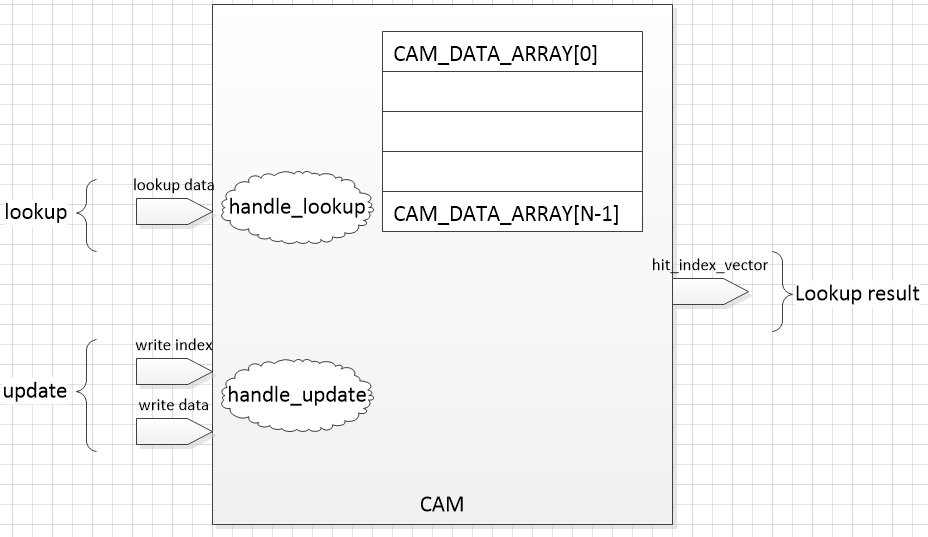 CAM_DATA_ARRAY[0]
lookup data
lookup
handle_lookup
CAM_DATA_ARRAY[N-1]
hit_index_vector
Lookup result
write index
update
handle_update
write data
CAM